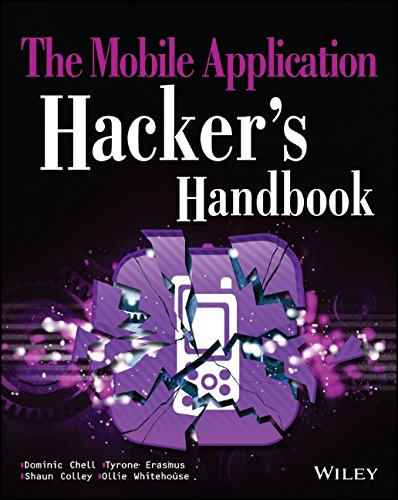 The Mobile Application
Hacker's
Handbook
Dominic Chell Tyrone Erasmus
Shaun Colley Ollie Whitehouse
WILEY